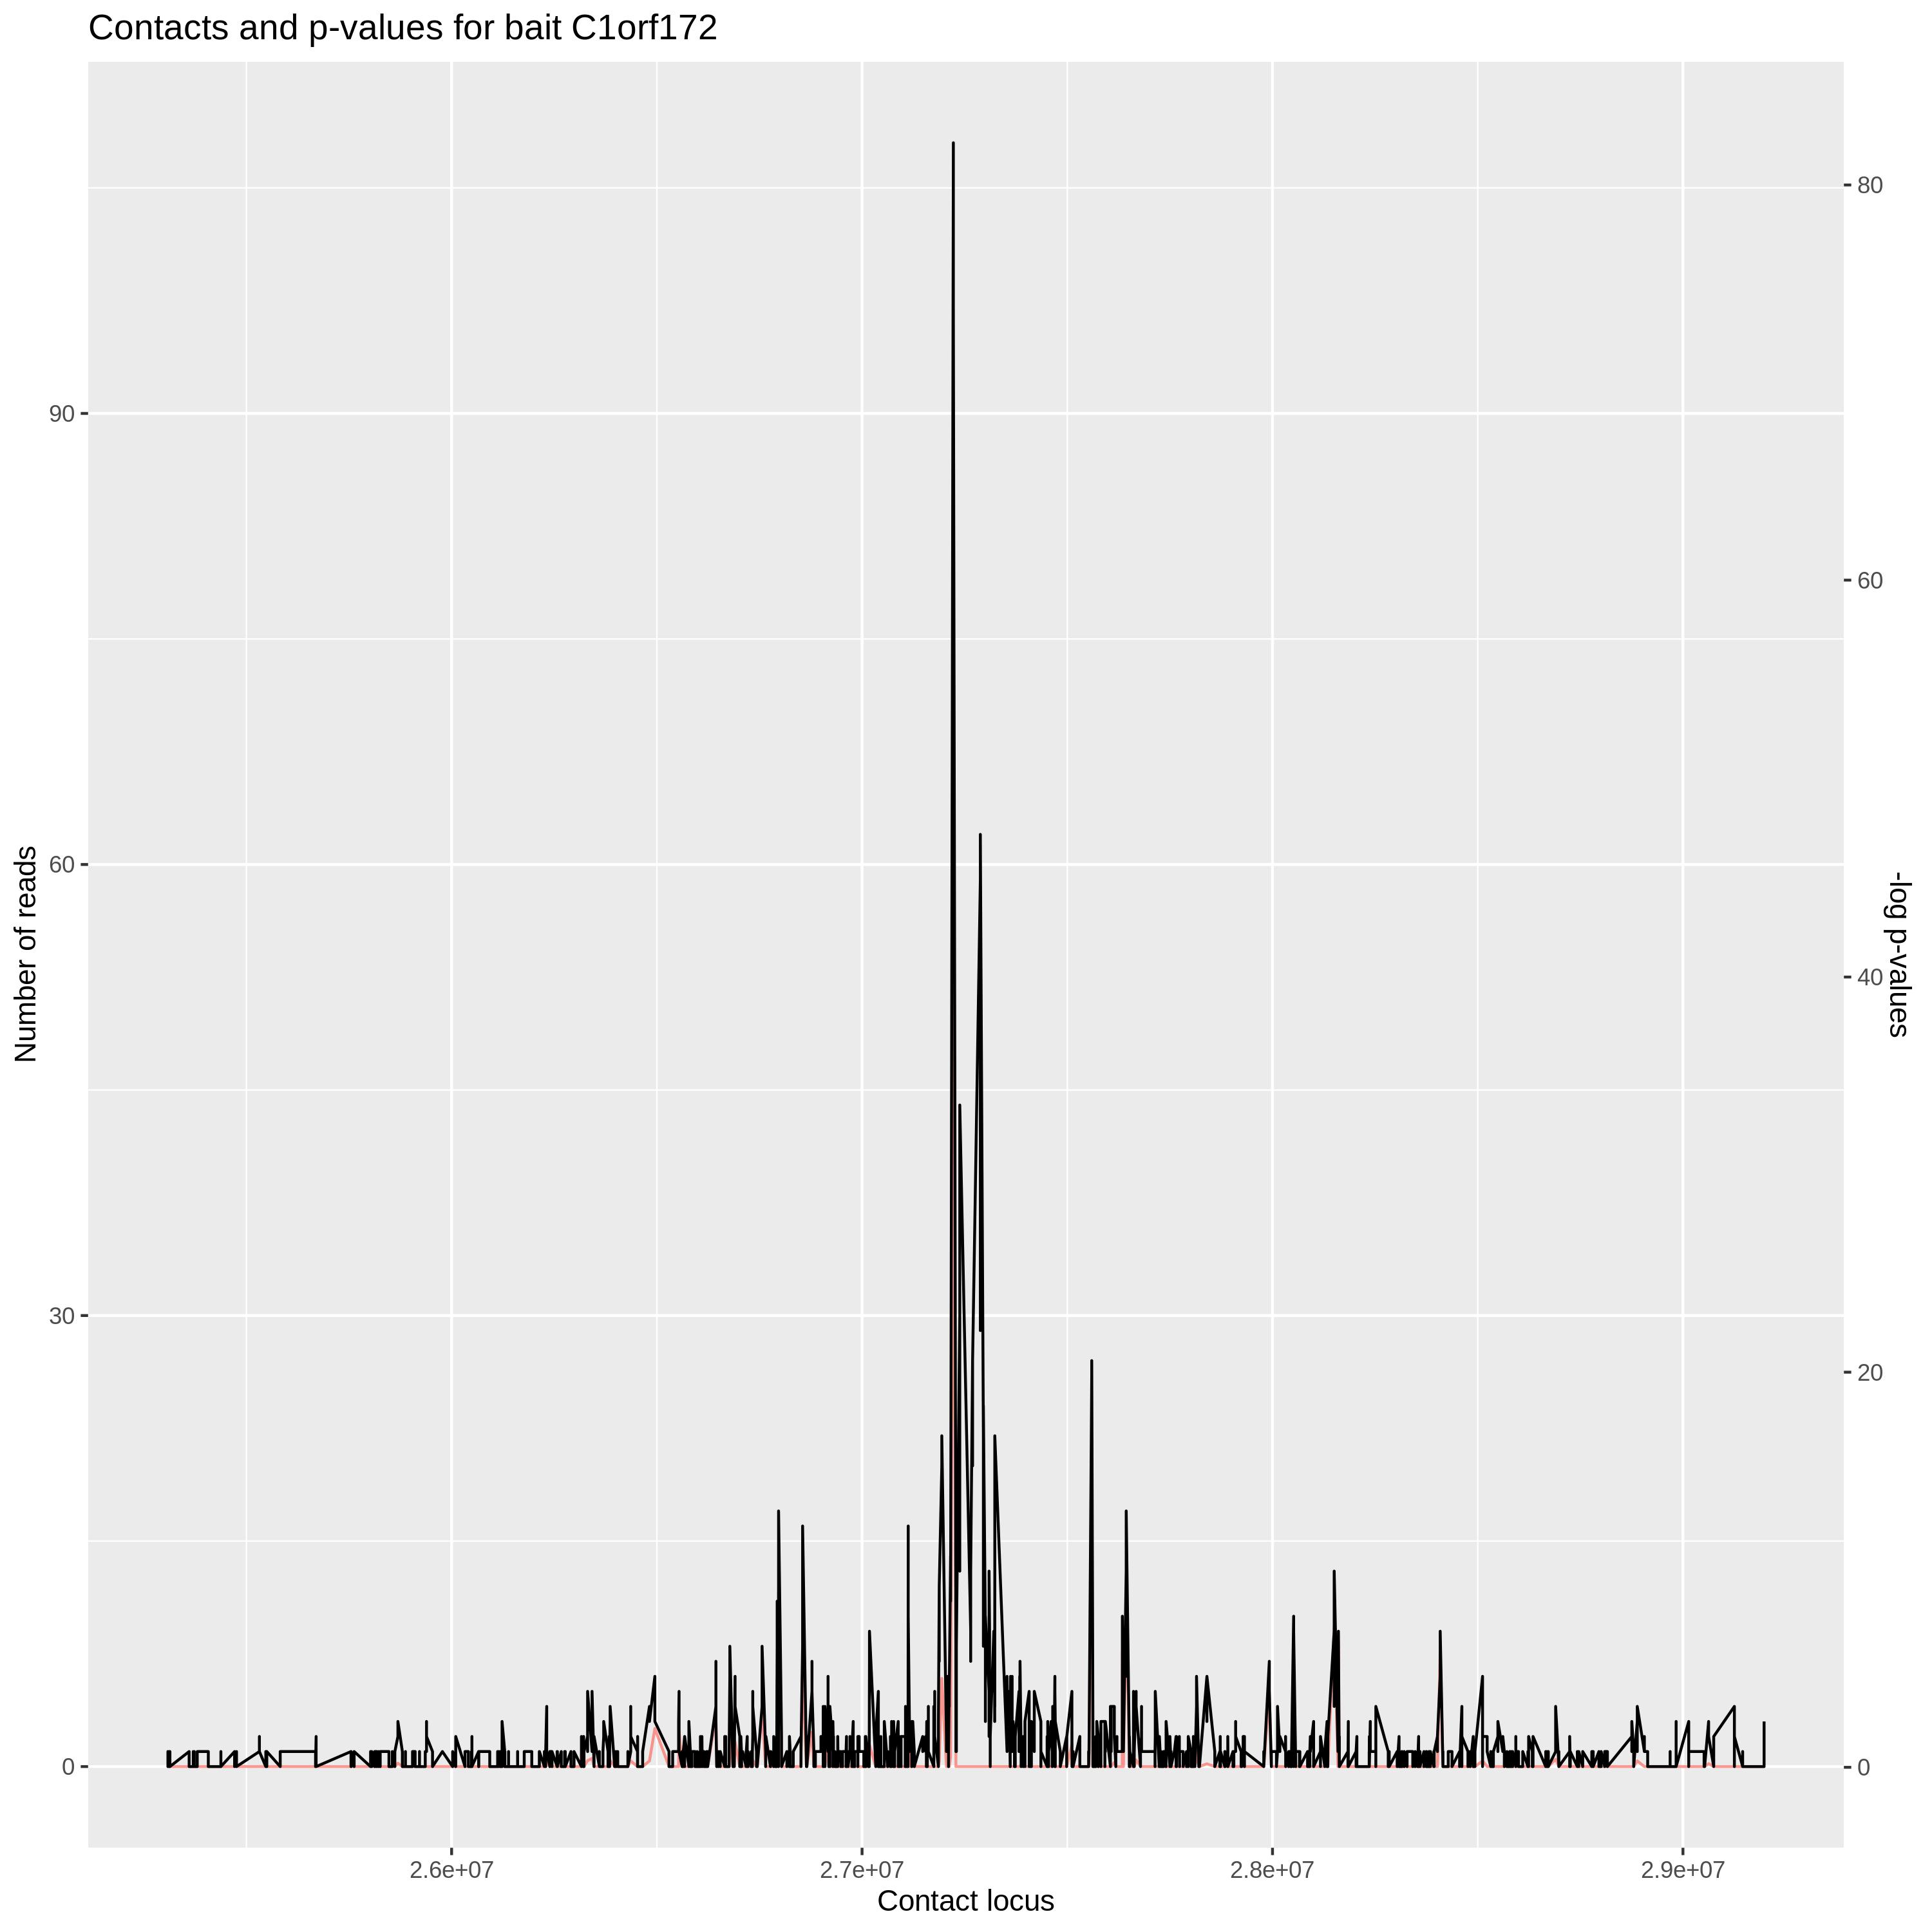 Contacts and p-values for bait C1orf172
Number of reads
90
60
30
0
80
60
40
20
0
-log p-values
2.6e+07 2.7e+07 2.8e+07 2.9e+07
Contact locus